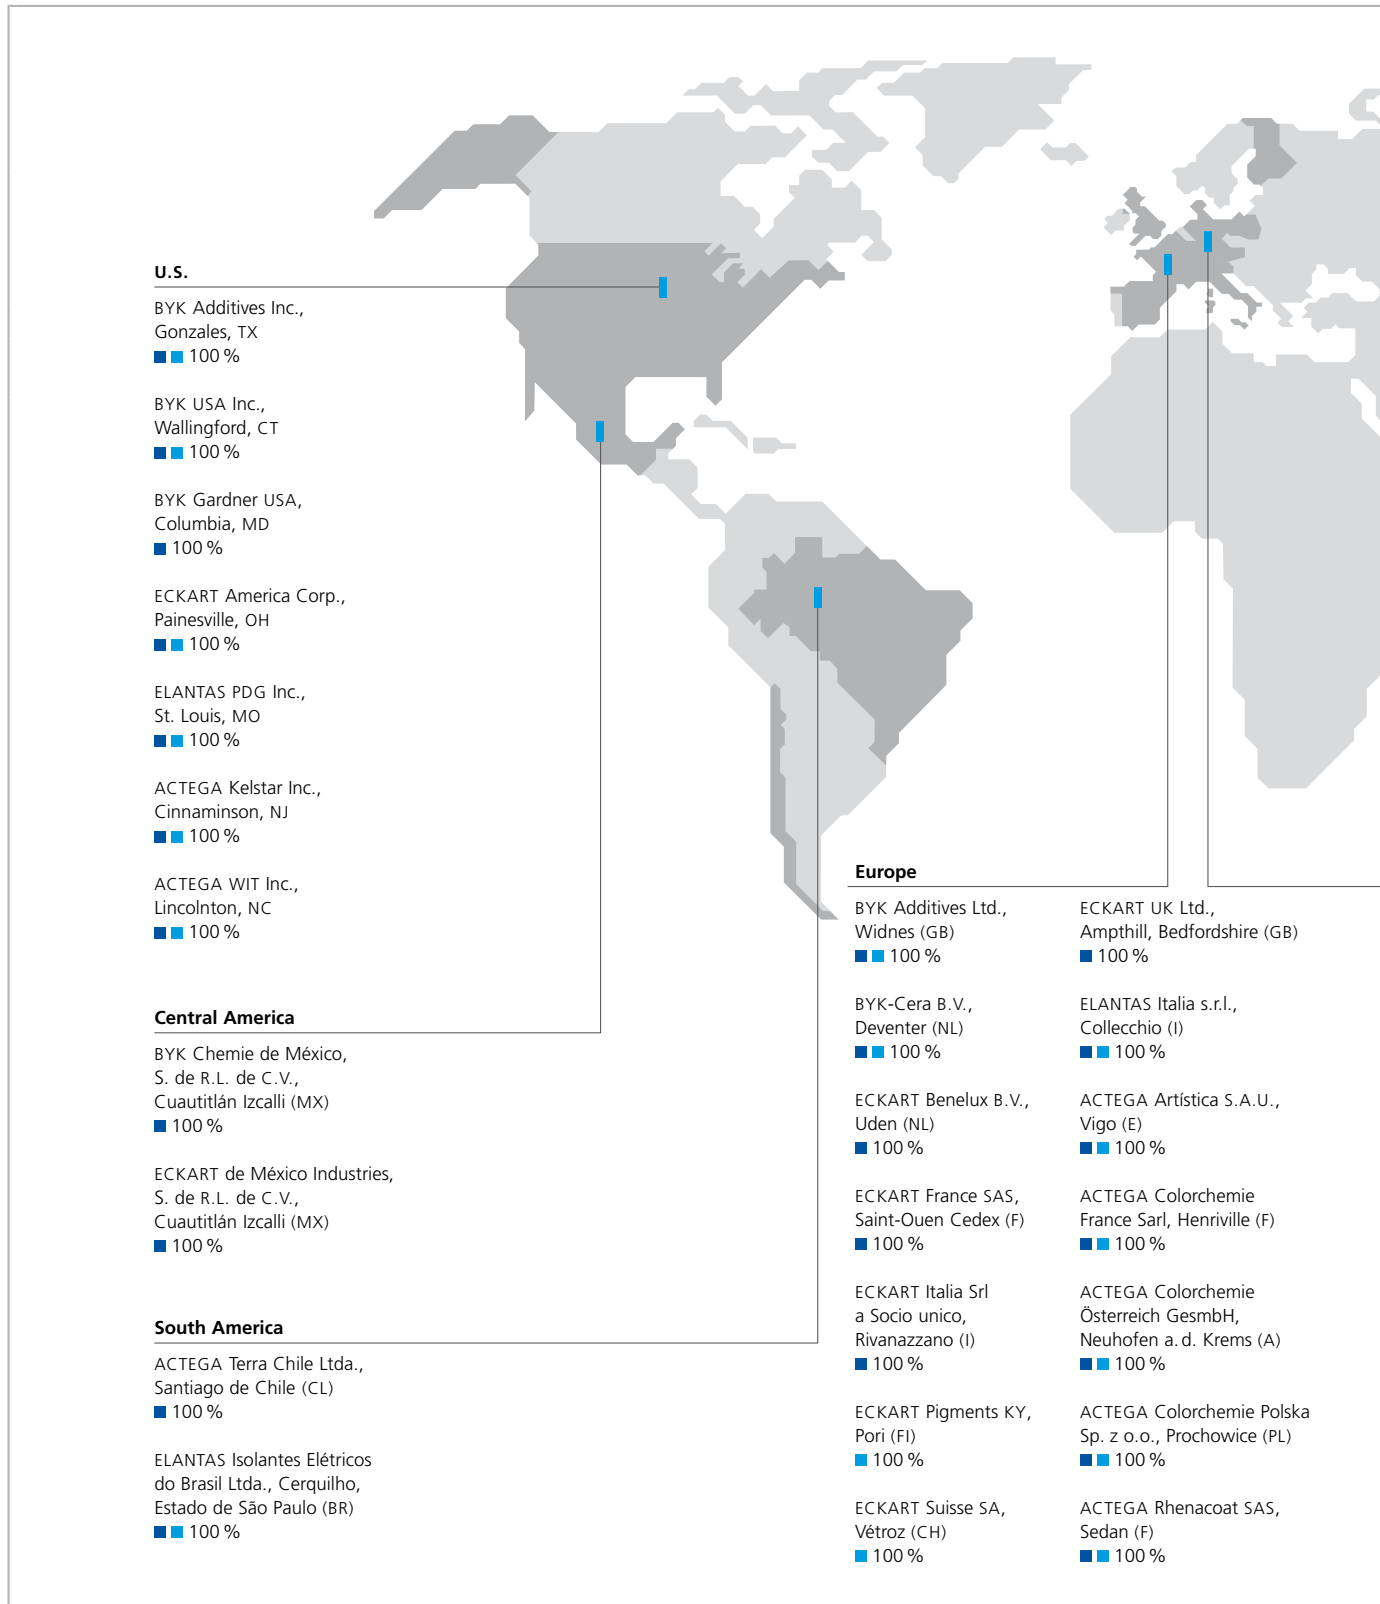 U.S.
BYK Additives Inc.,
Gonzales, TX
100 %
BYK USA Inc.,
Wallingford, CT
100 %
BYK Gardner USA,
Columbia, MD
100 %
ECKART America Corp.,
Painesville, OH
100 %
ELANTAS PDG Inc.,
St. Louis, MO
100 %
ACTEGA Kelstar Inc.,
Cinnaminson, NJ
100 %
ACTEGA WIT Inc.,
Lincolnton, NC
100 %
Central America
BYK Chemie de México,
S. de R.L. de C.V.,
Cuautitlán Izcalli (MX)
100 %
ECKART de México Industries,
S. de R.L. de C.V.,
Cuautitlán Izcalli (MX)
100 %
South America
ACTEGA Terra Chile Ltda.,
Santiago de Chile (CL)
100 %
ELANTAS Isolantes Elétricos
do Brasil Ltda., Cerquilho,
Estado de São Paulo (BR)
100 %
Europe
BYK Additives Ltd.,
Widnes (GB)
100 %
BYK-Cera B.V.,
Deventer (NL)
100 %
ECKART Benelux B.V.,
Uden (NL)
100 %
ECKART France SAS,
Saint-Ouen Cedex (F)
100 %
ECKART Italia Srl
a Socio unico,
Rivanazzano (I)
100 %
ECKART Pigments KY,
Pori (FI)
100 %
ECKART Suisse SA,
Vétroz (CH)
100 %
ECKART UK Ltd.,
Ampthill, Bedfordshire (GB)
100 %
ELANTAS Italia s.r.l.,
Collecchio (I)
100 %
ACTEGA Artística S.A.U.,
Vigo (E)
100 %
ACTEGA Colorchemie
France Sarl, Henriville (F)
100 %
ACTEGA Colorchemie
Österreich GesmbH,
Neuhofen a. d. Krems (A)
100 %
ACTEGA Colorchemie Polska
Sp. z o.o., Prochowice (PL)
100 %
ACTEGA Rhenacoat SAS,
Sedan (F)
100 %